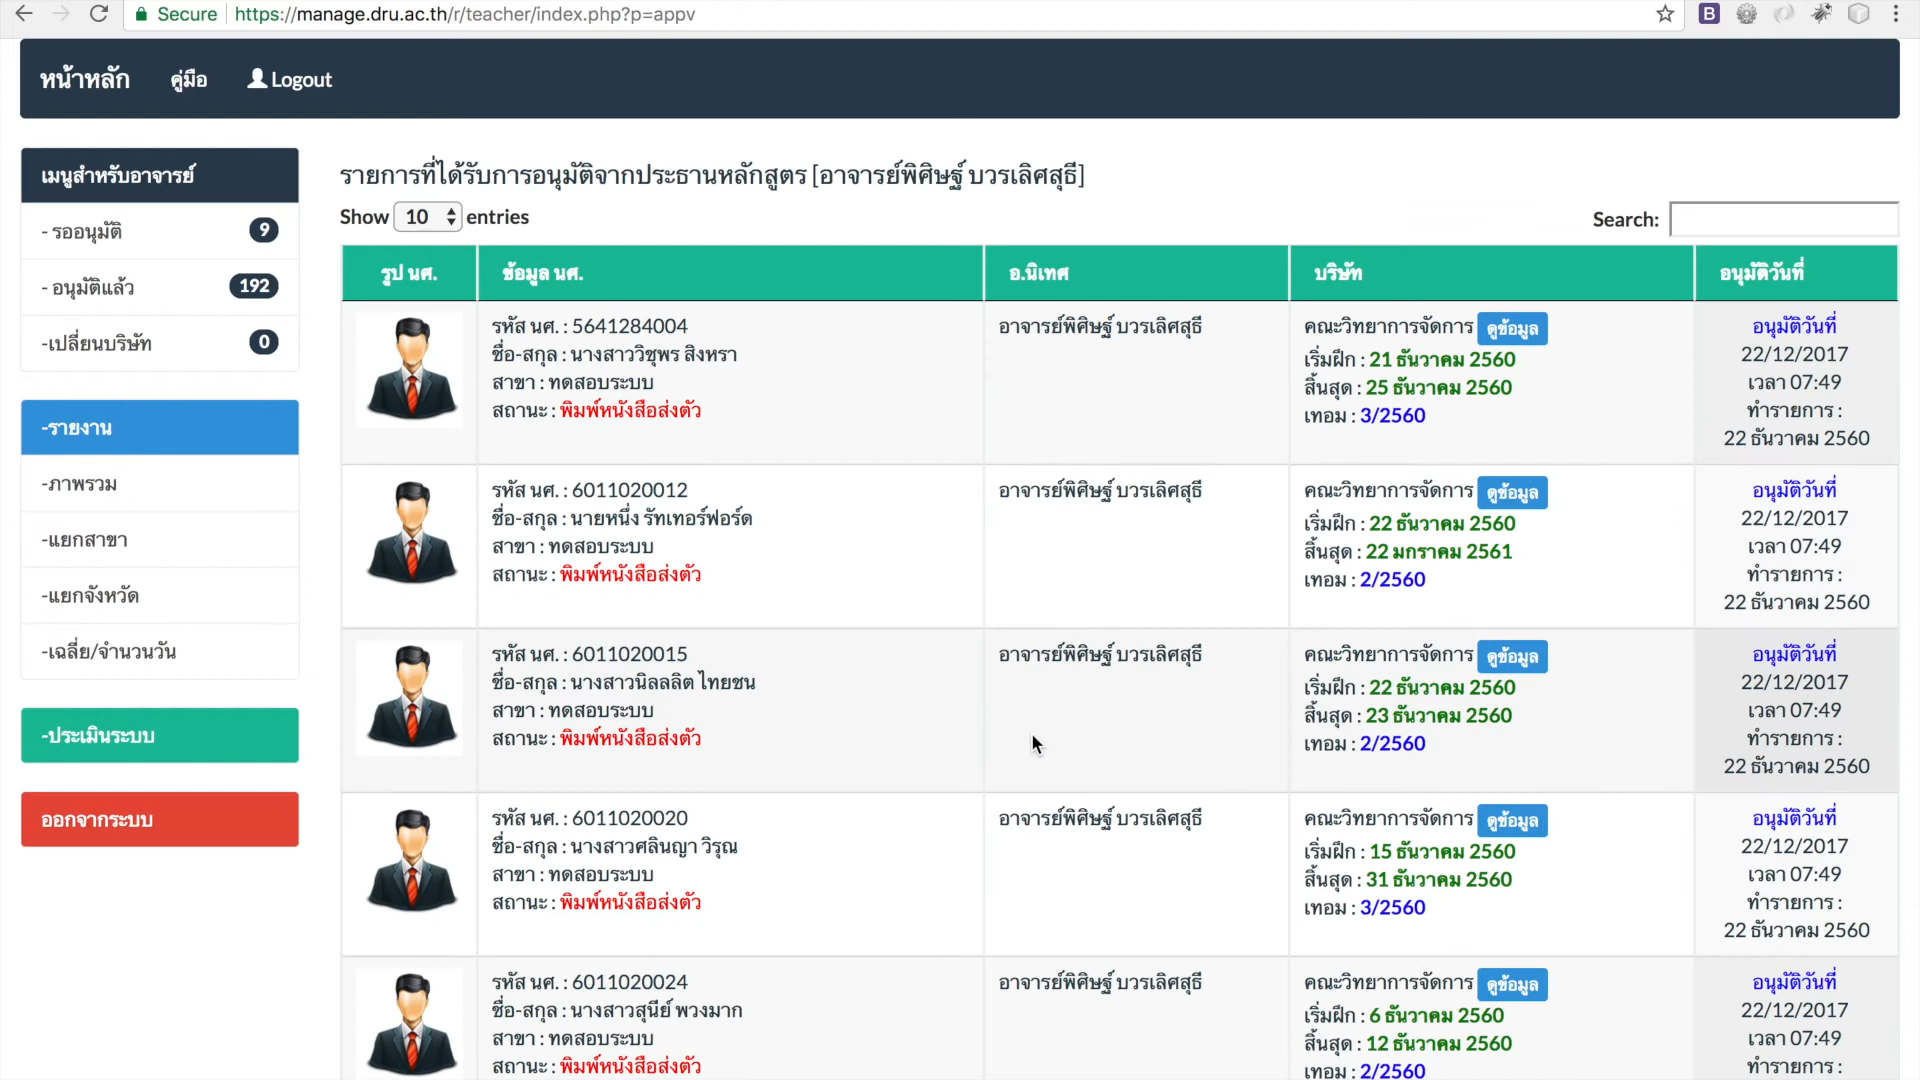 Secure
https://manage.dru.ac.th/r/teacher/index.php?p=appv
B
หน้าหลัก
คู่มือ
Logout
เมนูสำหรับอาจารย์
- รออนุมัติ 9
- อนุมัติแล้ว 192
-เปลี่ยนบริษัท 0
-รายงาน
-ภาพรวม
-แยกสาขา
-แยกจังหวัด
-เฉลี่ย/จำนวนวัน
-ประเมินระบบ
ออกจากระบบ
รายการที่ได้รับการอนุมัติจากประธานหลักสูตร [อาจารย์พิศิษฐ์ บวรเลิศสุธี]
Show 10 entries
Search:
รูป นศ.
ข้อมูล นศ.
อ.นิเทศ
บริษัท
อนุมัติวันที่
รหัส นศ. : 5641284004
ชื่อ-สกุล : นางสาววิชุพร สิงหรา
สาขา : ทดสอบระบบ
สถานะ : พิมพ์หนังสือส่งตัว
อาจารย์พิศิษฐ์ บวรเลิศสุธี
คณะวิทยาการจัดการ ดูข้อมูล
เริ่มฝึก : 21 ธันวาคม 2560
สิ้นสุด : 25 ธันวาคม 2560
เทอม : 3/2560
อนุมัติวันที่
22/12/2017
เวลา 07:49
ทำรายการ :
22 ธันวาคม 2560
รหัส นศ. : 6011020012
ชื่อ-สกุล : นายหนึ่ง รัทเทอร์ฟอร์ด
สาขา : ทดสอบระบบ
สถานะ : พิมพ์หนังสือส่งตัว
อาจารย์พิศิษฐ์ บวรเลิศสุธี
คณะวิทยาการจัดการ ดูข้อมูล
เริ่มฝึก : 22 ธันวาคม 2560
สิ้นสุด : 22 มกราคม 2561
เทอม : 2/2560
อนุมัติวันที่
22/12/2017
เวลา 07:49
ทำรายการ :
22 ธันวาคม 2560
รหัส นศ. : 6011020015
ชื่อ-สกุล : นางสาวนิลลลิต ไทยชน
สาขา : ทดสอบระบบ
สถานะ : พิมพ์หนังสือส่งตัว
อาจารย์พิศิษฐ์ บวรเลิศสุธี
คณะวิทยาการจัดการ ดูข้อมูล
เริ่มฝึก : 22 ธันวาคม 2560
สิ้นสุด : 23 ธันวาคม 2560
เทอม : 2/2560
อนุมัติวันที่
22/12/2017
เวลา 07:49
ทำรายการ :
22 ธันวาคม 2560
รหัส นศ. : 6011020020
ชื่อ-สกุล : นางสาวศลินญา วิรุณ
สาขา : ทดสอบระบบ
สถานะ : พิมพ์หนังสือส่งตัว
อาจารย์พิศิษฐ์ บวรเลิศสุธี
คณะวิทยาการจัดการ ดูข้อมูล
เริ่มฝึก : 15 ธันวาคม 2560
สิ้นสุด : 31 ธันวาคม 2560
เทอม : 3/2560
อนุมัติวันที่
22/12/2017
เวลา 07:49
ทำรายการ :
22 ธันวาคม 2560
รหัส นศ. : 6011020024
ชื่อ-สกุล : นางสาวสุนีย์ พวงมาก
สาขา : ทดสอบระบบ
สถานะ : พิมพ์หนังสือส่งตัว
อาจารย์พิศิษฐ์ บวรเลิศสุธี
คณะวิทยาการจัดการ ดูข้อมูล
เริ่มฝึก : 6 ธันวาคม 2560
สิ้นสุด : 12 ธันวาคม 2560
เทอม : 2/2560
อนุมัติวันที่
22/12/2017
เวลา 07:49
ทำรายการ :